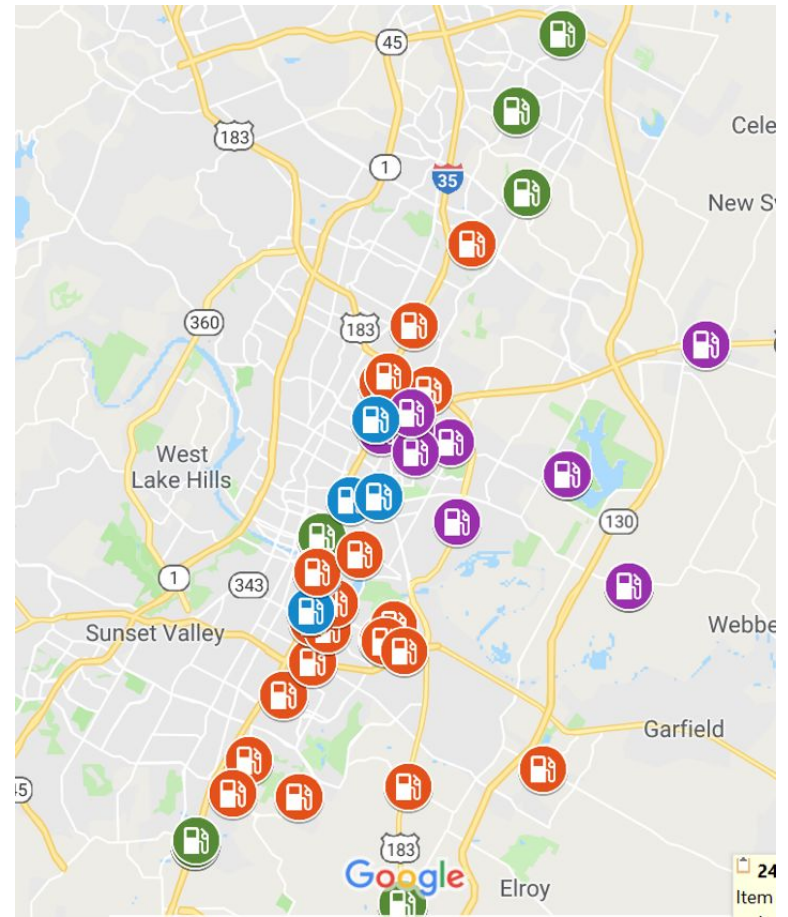 45
183
Cele
1
35
New S
360
183
West
Lake Hills
130
1
343
Sunset Valley
Webbe
Garfield
45
183
Google
Elroy
24
Item